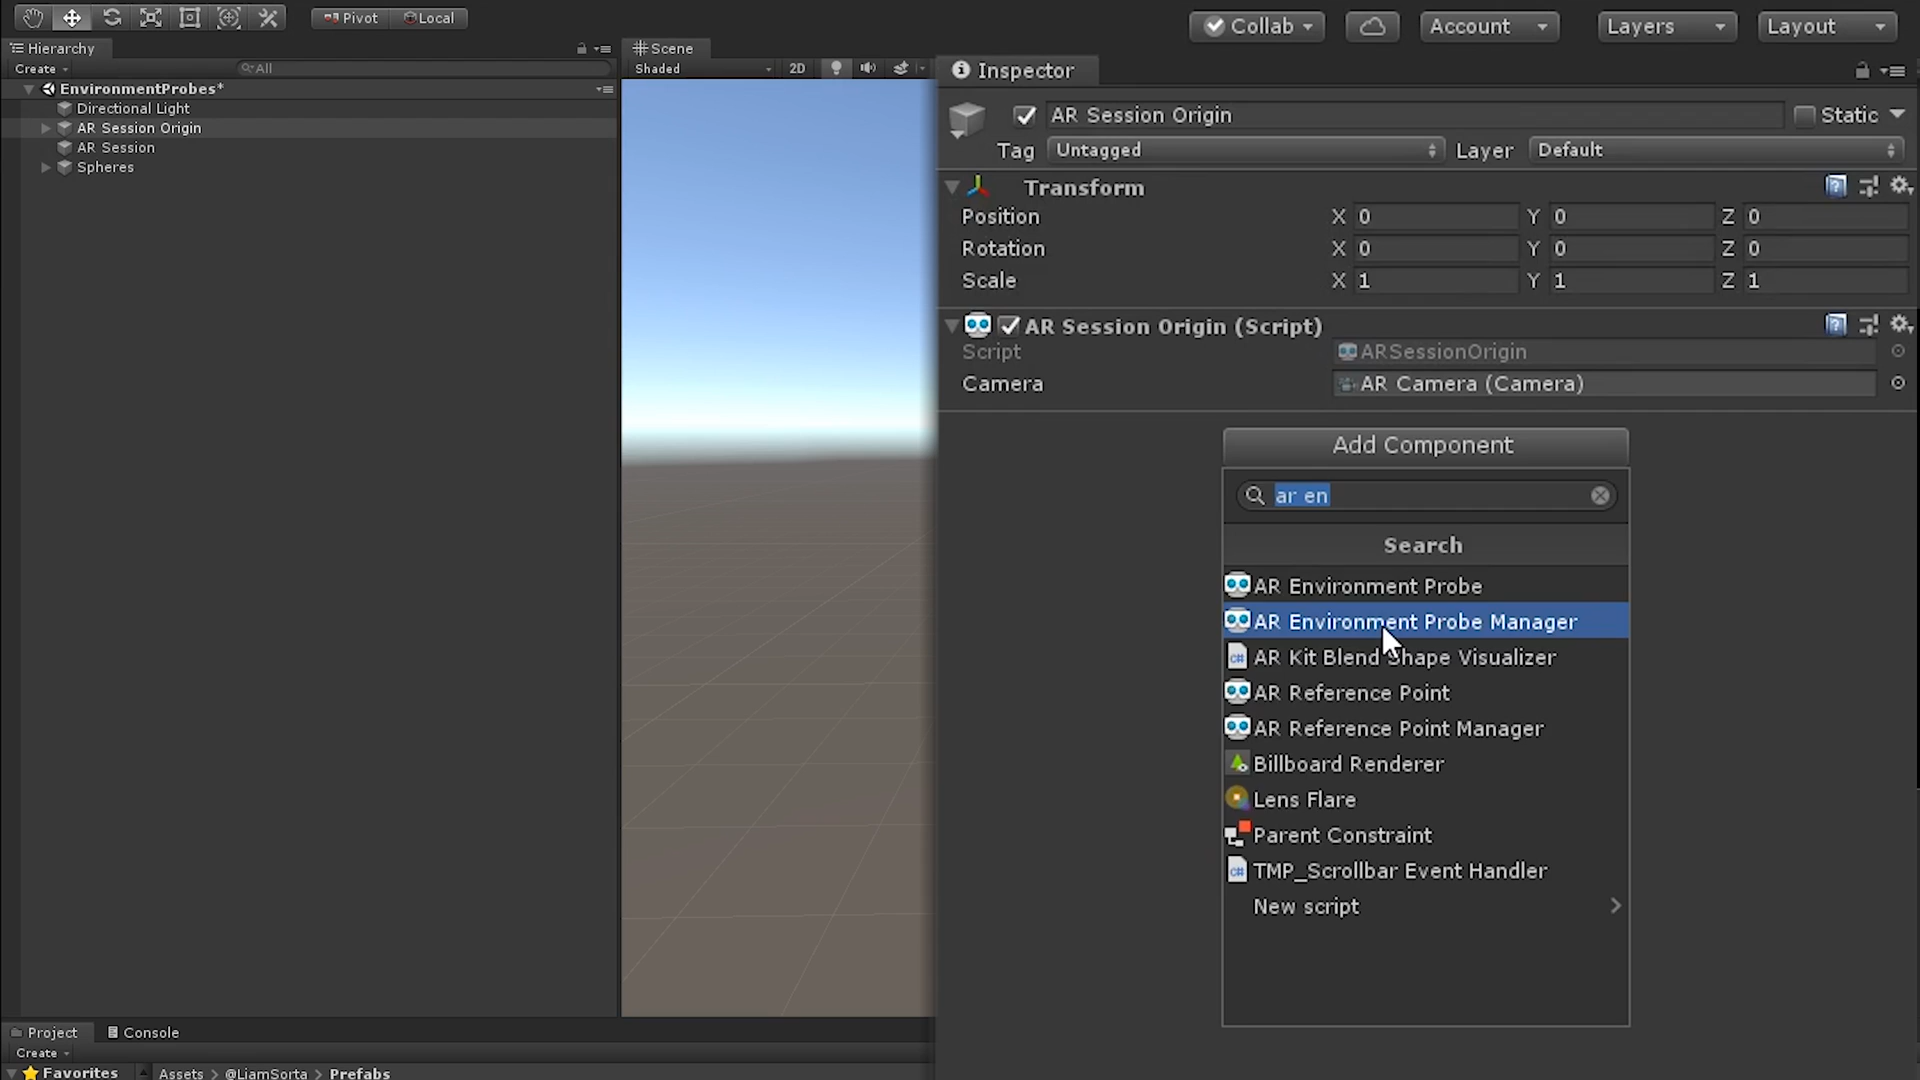 Pivot Local
Collab Account Layers Layout
Hierarchy
Create All
EnvironmentProbes*
Directional Light
AR Session Origin
AR Session
Spheres
Scene
Shaded 2D
Inspector
AR Session Origin Static
Tag Untagged Layer Default
Transform
Position X 0 Y 0 Z 0
Rotation X 0 Y 0 Z 0
Scale X 1 Y 1 Z 1
AR Session Origin (Script)
Script ARSessionOrigin
Camera AR Camera (Camera)
Add Component
ar en
Search
AR Environment Probe
AR Environment Probe Manager
AR Kit Blend Shape Visualizer
AR Reference Point
AR Reference Point Manager
Billboard Renderer
Lens Flare
Parent Constraint
TMP_Scrollbar Event Handler
New script
Project Console
Create
Favorites Assets > @LiamSorta > Prefabs